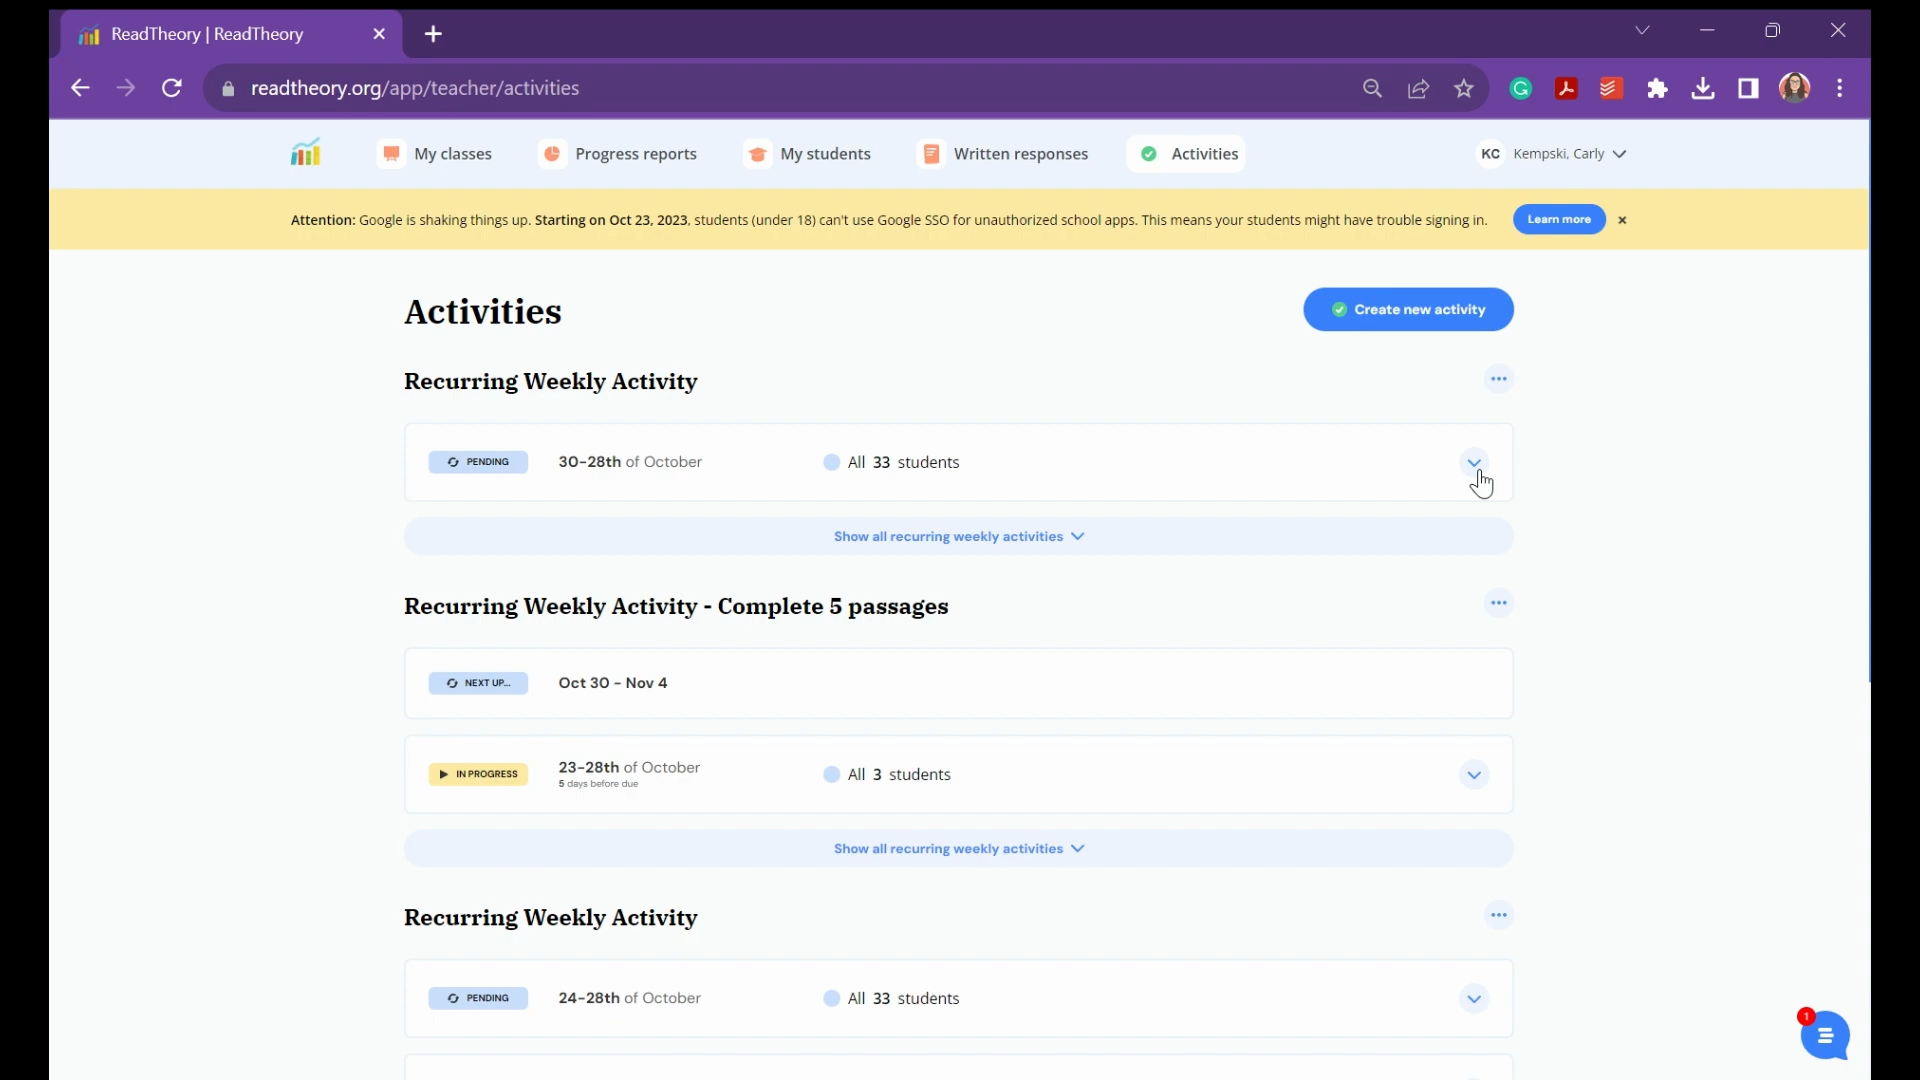 ReadTheory | ReadTheory
readtheory.org/app/teacher/activities
My classes
Progress reports
My students
Written responses
Activities
KC Kempski, Carly
Attention: Google is shaking things up. Starting on Oct 23, 2023, students (under 18) can't use Google SSO for unauthorized school apps. This means your students might have trouble signing in.
Learn more
Activities
Create new activity
Recurring Weekly Activity
PENDING
30-28th of October
All 33 students
Show all recurring weekly activities
Recurring Weekly Activity - Complete 5 passages
NEXT UP...
Oct 30 - Nov 4
IN PROGRESS
23-28th of October
5 days before due
All 3 students
Show all recurring weekly activities
Recurring Weekly Activity
PENDING
24-28th of October
All 33 students
1